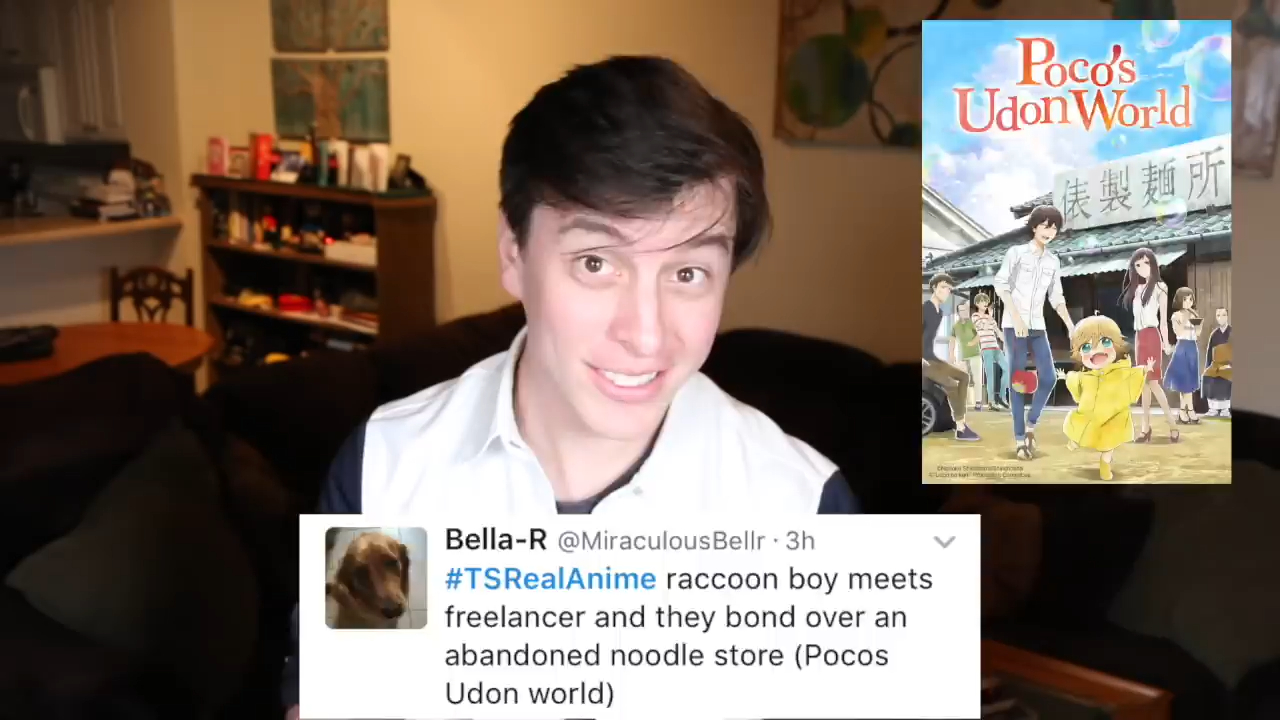 Poco's
Udon World
俵製麺所
Bella-R @MiraculousBellr · 3h
#TSRealAnime raccoon boy meets
freelancer and they bond over an
abandoned noodle store (Pocos
Udon world)